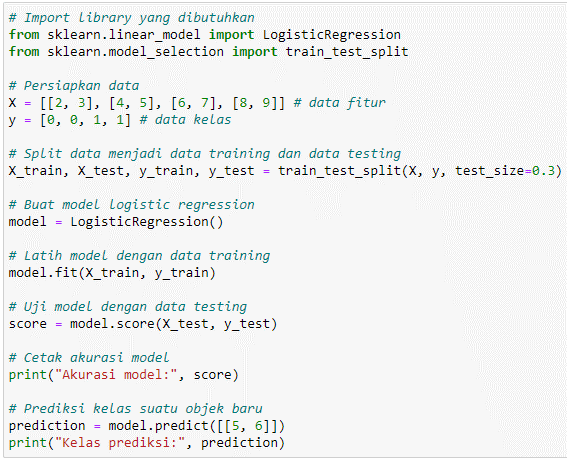 # Import library yang dibutuhkan
from sklearn.linear_model import LogisticRegression
from sklearn.model_selection import train_test_split

# Persiapkan data
X = [[2, 3], [4, 5], [6, 7], [8, 9]] # data fitur
y = [0, 0, 1, 1] # data kelas

# Split data menjadi data training dan data testing
X_train, X_test, y_train, y_test = train_test_split(X, y, test_size=0.3)

# Buat model logistic regression
model = LogisticRegression()

# Latih model dengan data training
model.fit(X_train, y_train)

# Uji model dengan data testing
score = model.score(X_test, y_test)

# Cetak akurasi model
print("Akurasi model:", score)

# Prediksi kelas suatu objek baru
prediction = model.predict([[5, 6]])
print("Kelas prediksi:", prediction)